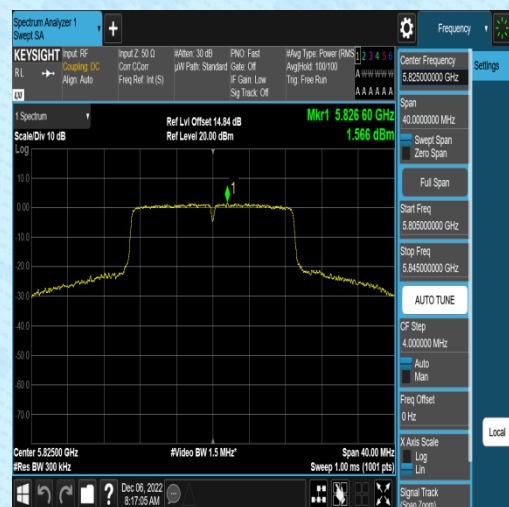 Spectrum Analyzer 1
Swept SA
+
Frequency
KEYSIGHT
RL
LXI
Input: RF
Coupling: DC
Align: Auto
Input Z: 50 Ω
Corr CCorr
Freq Ref: Int (S)
#Atten: 30 dB
µW Path: Standard
PNO: Fast
Gate: Off
IF Gain: Low
Sig Track: Off
#Avg Type: Power (RMS
Avg|Hold: 100/100
Trig: Free Run
1 2 3 4 5 6
A W W W W W
A A A A A A
Center Frequency
5.825000000 GHz
Settings
Span
40.0000000 MHz
Swept Span
Zero Span
Full Span
Start Freq
5.805000000 GHz
Stop Freq
5.845000000 GHz
AUTO TUNE
CF Step
4.000000 MHz
Auto
Man
Freq Offset
0 Hz
X Axis Scale
Log
Lin
Local
Signal Track
(Span Zoom)
1 Spectrum
Scale/Div 10 dB
Ref Lvl Offset 14.84 dB
Ref Level 20.00 dBm
Mkr1 5.826 60 GHz
1.566 dBm
Log
10.0
0.00
-10.0
-20.0
-30.0
-40.0
-50.0
-60.0
-70.0
1
Center 5.82500 GHz
#Res BW 300 kHz
#Video BW 1.5 MHz*
Span 40.00 MHz
Sweep 1.00 ms (1001 pts)
?
Dec 06, 2022
8:17:05 AM